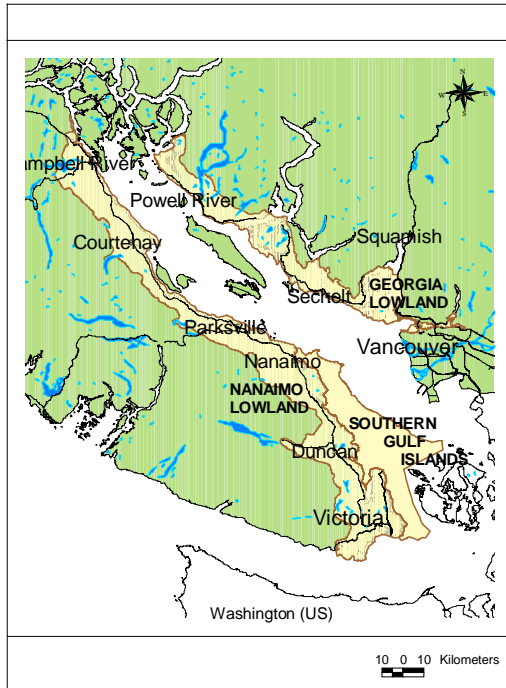 N
W E
S
ampbell River
Powell River
Courtenay
Squamish
GEORGIA
LOWLAND
Sechelt
Parksville
Vancouver
Nanaimo
NANAIMO
LOWLAND
SOUTHERN
GULF
ISLANDS
Duncan
Victoria
Washington (US)
10 0 10 Kilometers